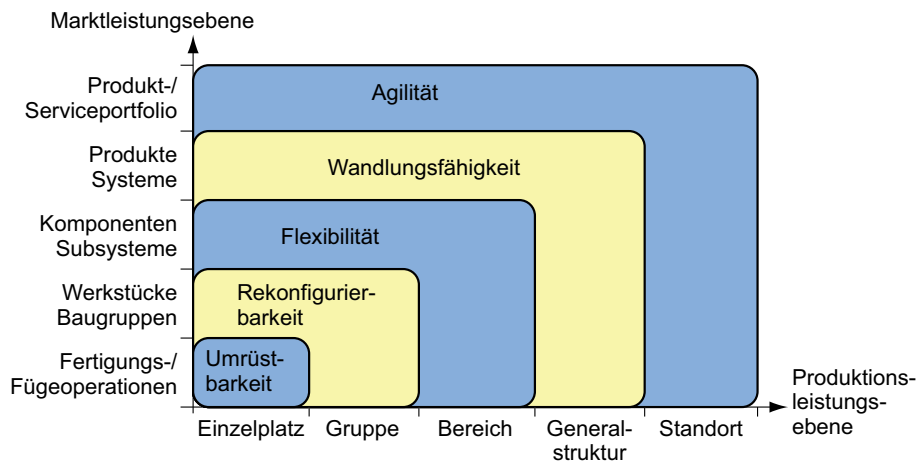 Marktleistungsebene
Produkt-/
Serviceportfolio
Agilität
Produkte
Systeme
Wandlungsfähigkeit
Komponenten
Subsysteme
Flexibilität
Werkstücke
Baugruppen
Rekonfigurier-
barkeit
Fertigungs-/
Fügeoperationen
Umrüst-
barkeit
Produktions-
leistungs-
ebene
Einzelplatz
Gruppe
Bereich
General-
struktur
Standort